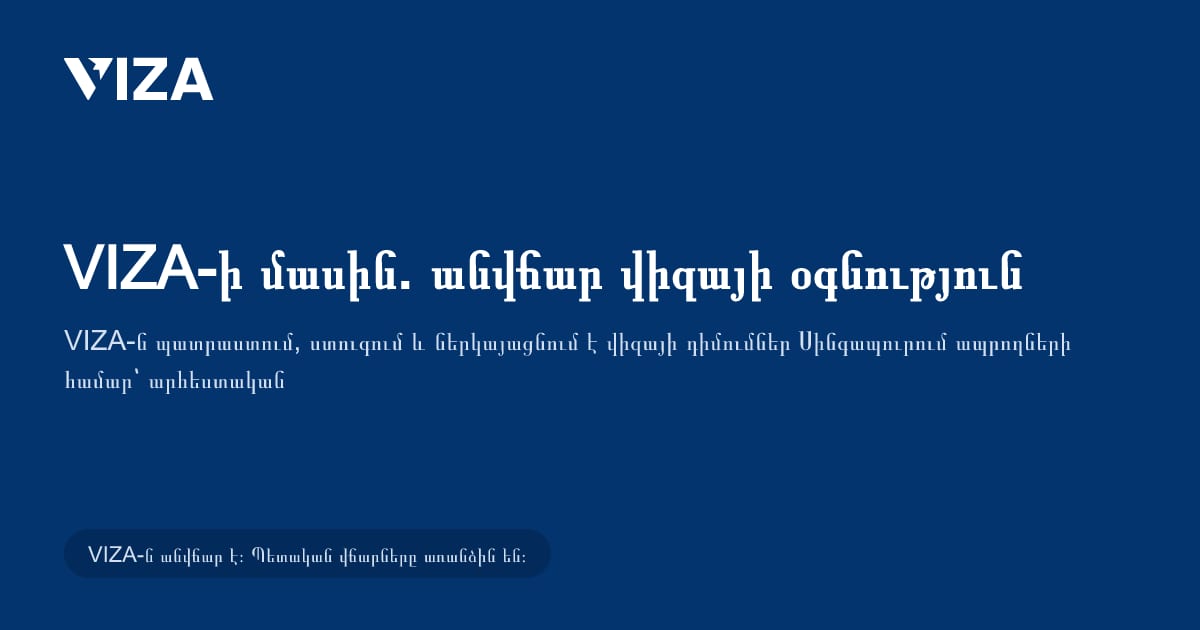 VIZA
VIZA-ի մասին. անվճար վիզայի օգնություն
VIZA-ն պատրաստում, ստուգում և ներկայացնում է վիզայի դիմումներ Սինգապուրում ապրողների
համար՝ արհեստական
VIZA-ն անվճար է։ Պետական վճարները առանձին են։